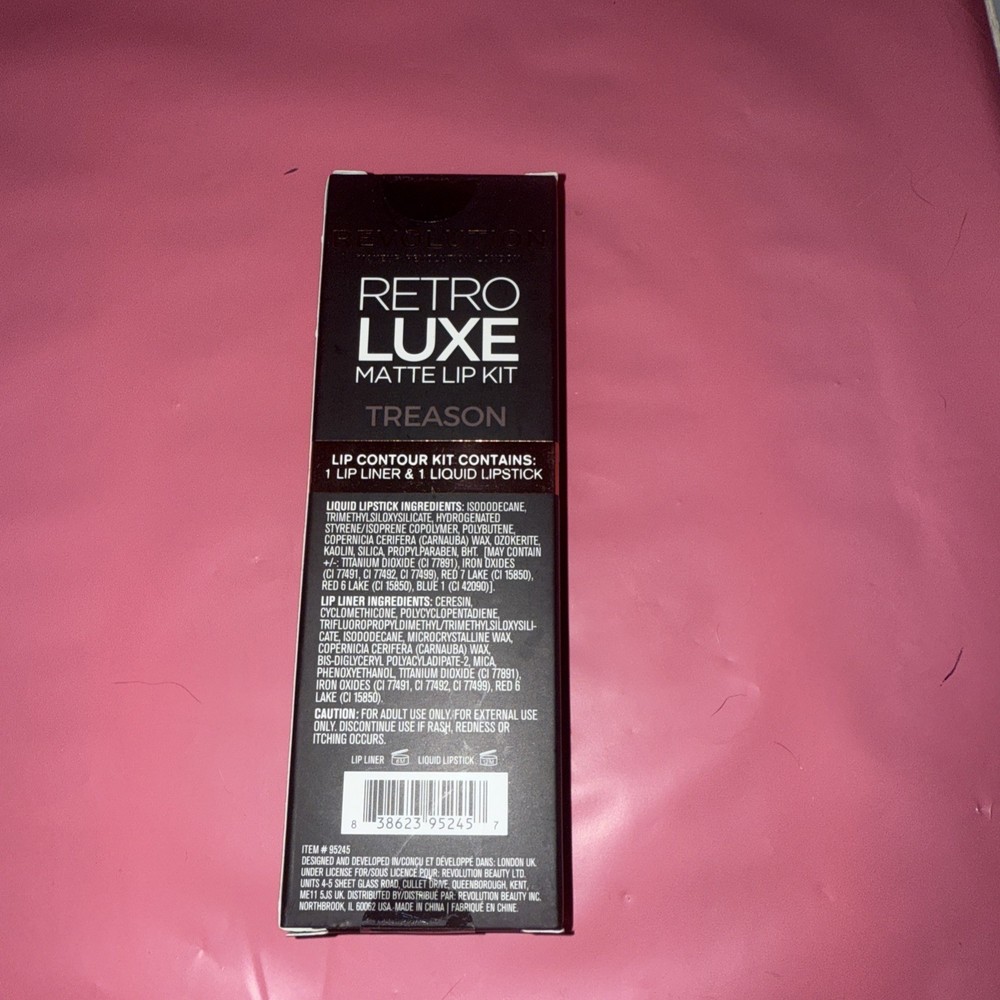 REVOLUTION
MAKEUP REVOLUTION LONDON
RETRO
LUXE
MATTE LIP KIT
TREASON
LIP CONTOUR KIT CONTAINS:
1 LIP LINER & 1 LIQUID LIPSTICK
LIQUID LIPSTICK INGREDIENTS: ISODODECANE,
TRIMETHYLSILOXYSILICATE, HYDROGENATED
STYRENE/ISOPRENE COPOLYMER, POLYBUTENE,
COPERNICIA CERIFERA (CARNAUBA) WAX, OZOKERITE,
KAOLIN, SILICA, PROPYLPARABEN, BHT. [MAY CONTAIN
+/-: TITANIUM DIOXIDE (CI 77891), IRON OXIDES
(CI 77491, CI 77492, CI 77499), RED 7 LAKE (CI 15850),
RED 6 LAKE (CI 15850), BLUE 1 (CI 42090)].
LIP LINER INGREDIENTS: CERESIN,
CYCLOMETHICONE, POLYCYCLOPENTADIENE,
TRIFLUOROPROPYLDIMETHYL/TRIMETHYLSILOXYSILI-
CATE, ISODODECANE, MICROCRYSTALLINE WAX,
COPERNICIA CERIFERA (CARNAUBA) WAX,
BIS-DIGLYCERYL POLYACYLADIPATE-2, MICA,
PHENOXYETHANOL, TITANIUM DIOXIDE (CI 77891),
IRON OXIDES (CI 77491, CI 77492, CI 77499), RED 6
LAKE (CI 15850).
CAUTION: FOR ADULT USE ONLY. FOR EXTERNAL USE
ONLY. DISCONTINUE USE IF RASH, REDNESS OR
ITCHING OCCURS.
LIP LINER LIQUID LIPSTICK 12M
8 38623 95245 7
ITEM # 95245
DESIGNED AND DEVELOPED IN/CONÇU ET DÉVELOPPÉ DANS: LONDON UK.
UNDER LICENSE FOR/SOUS LICENCE POUR: REVOLUTION BEAUTY LTD.
UNITS 4-5 SHEET GLASS ROAD, CULLET DRIVE, QUEENBOROUGH, KENT,
ME11 5JS UK. DISTRIBUTED BY/DISTRIBUÉ PAR: REVOLUTION BEAUTY INC.
NORTHBROOK, IL 60062 USA. MADE IN CHINA | FABRIQUÉ EN CHINE.